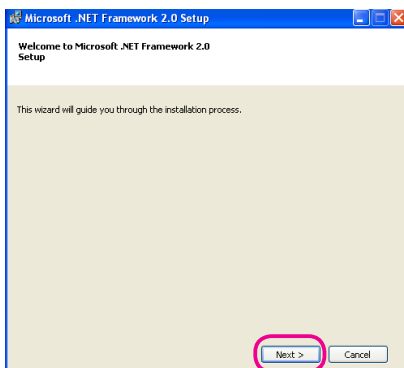 Microsoft .NET Framework 2.0 Setup
Welcome to Microsoft .NET Framework 2.0
Setup
This wizard will guide you through the installation process.
Next >
Cancel